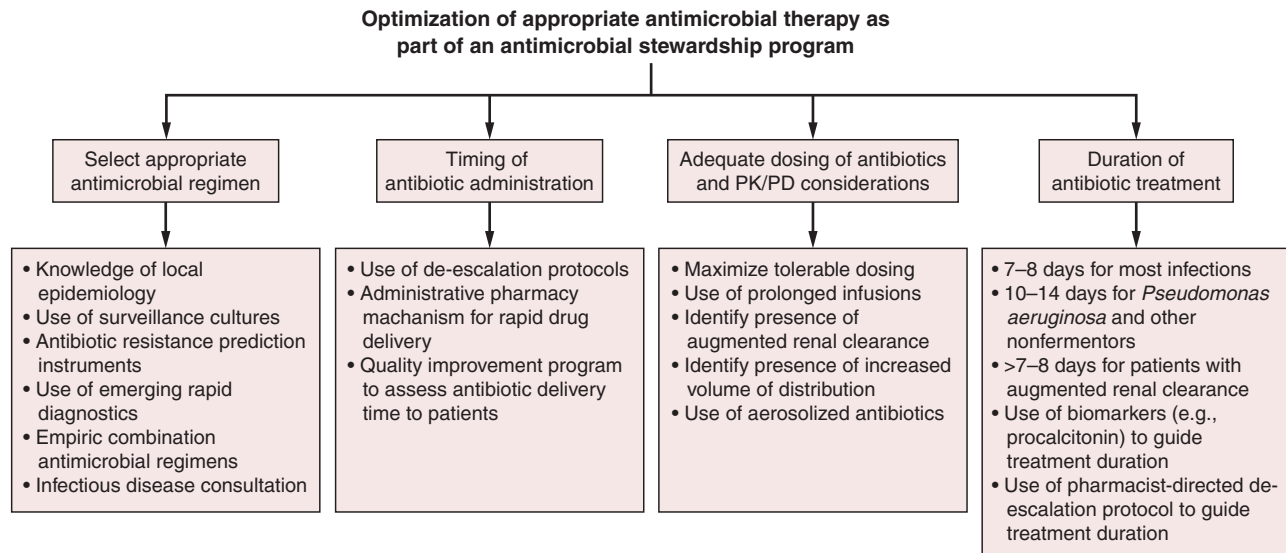 Optimization of appropriate antimicrobial therapy as
part of an antimicrobial stewardship program
Select appropriate
antimicrobial regimen
Timing of
antibiotic administration
Adequate dosing of antibiotics
and PK/PD considerations
Duration of
antibiotic treatment
• Knowledge of local
epidemiology
• Use of surveillance cultures
• Antibiotic resistance prediction
instruments
• Use of emerging rapid
diagnostics
• Empiric combination
antimicrobial regimens
• Infectious disease consultation
• Use of de-escalation protocols
• Administrative pharmacy
machanism for rapid drug
delivery
• Quality improvement program
to assess antibiotic delivery
time to patients
• Maximize tolerable dosing
• Use of prolonged infusions
• Identify presence of
augmented renal clearance
• Identify presence of increased
volume of distribution
• Use of aerosolized antibiotics
• 7–8 days for most infections
• 10–14 days for Pseudomonas
aeruginosa and other
nonfermentors
• >7–8 days for patients with
augmented renal clearance
• Use of biomarkers (e.g.,
procalcitonin) to guide
treatment duration
• Use of pharmacist-directed de-
escalation protocol to guide
treatment duration